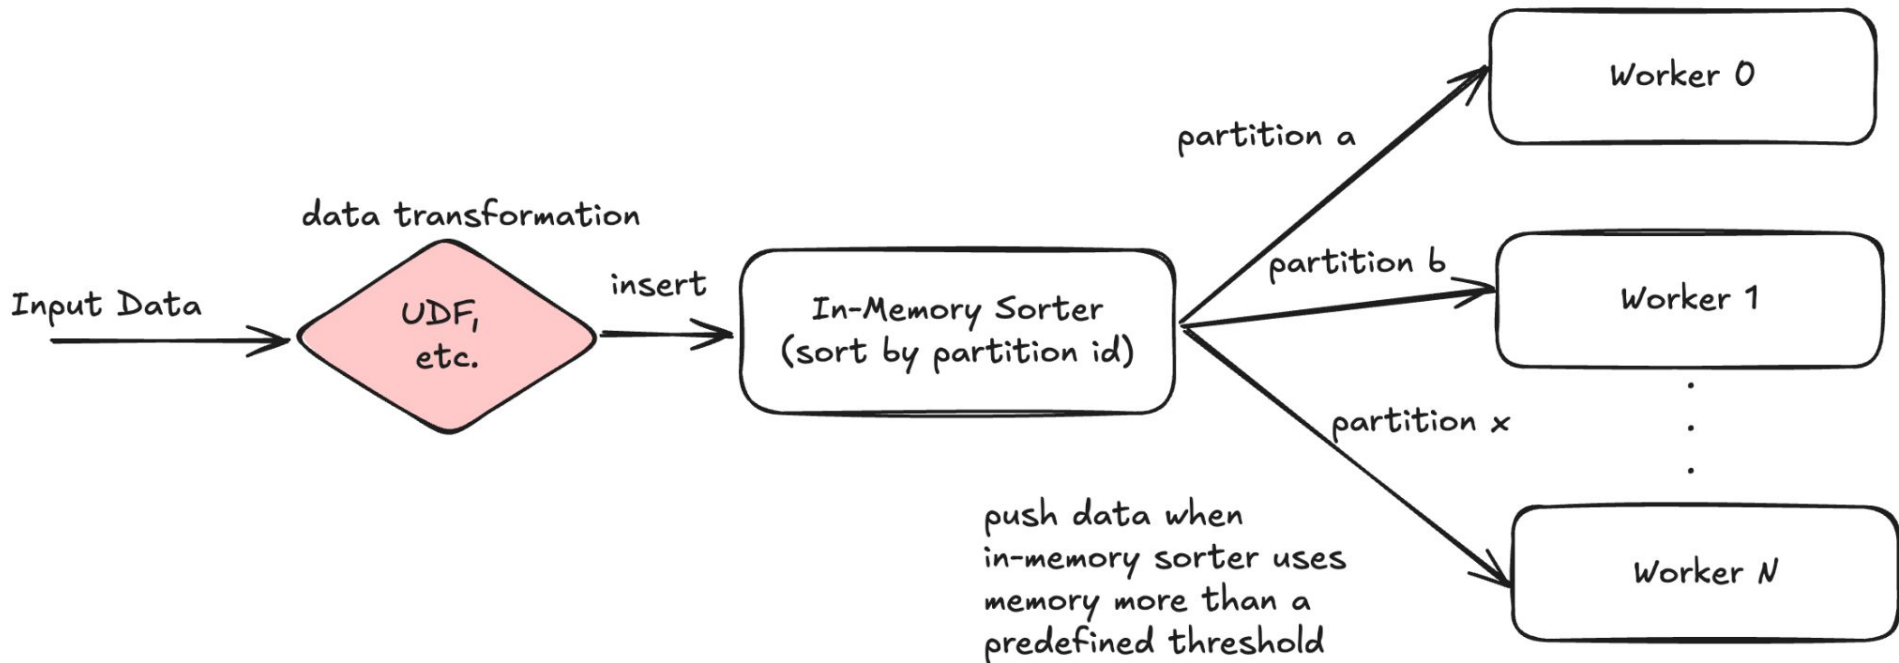 Input Data
data transformation
UDF,
etc.
insert
In-Memory Sorter
(sort by partition id)
partition a
partition b
partition x
push data when
in-memory sorter uses
memory more than a
predefined threshold
Worker 0
Worker 1
.
.
.
Worker N